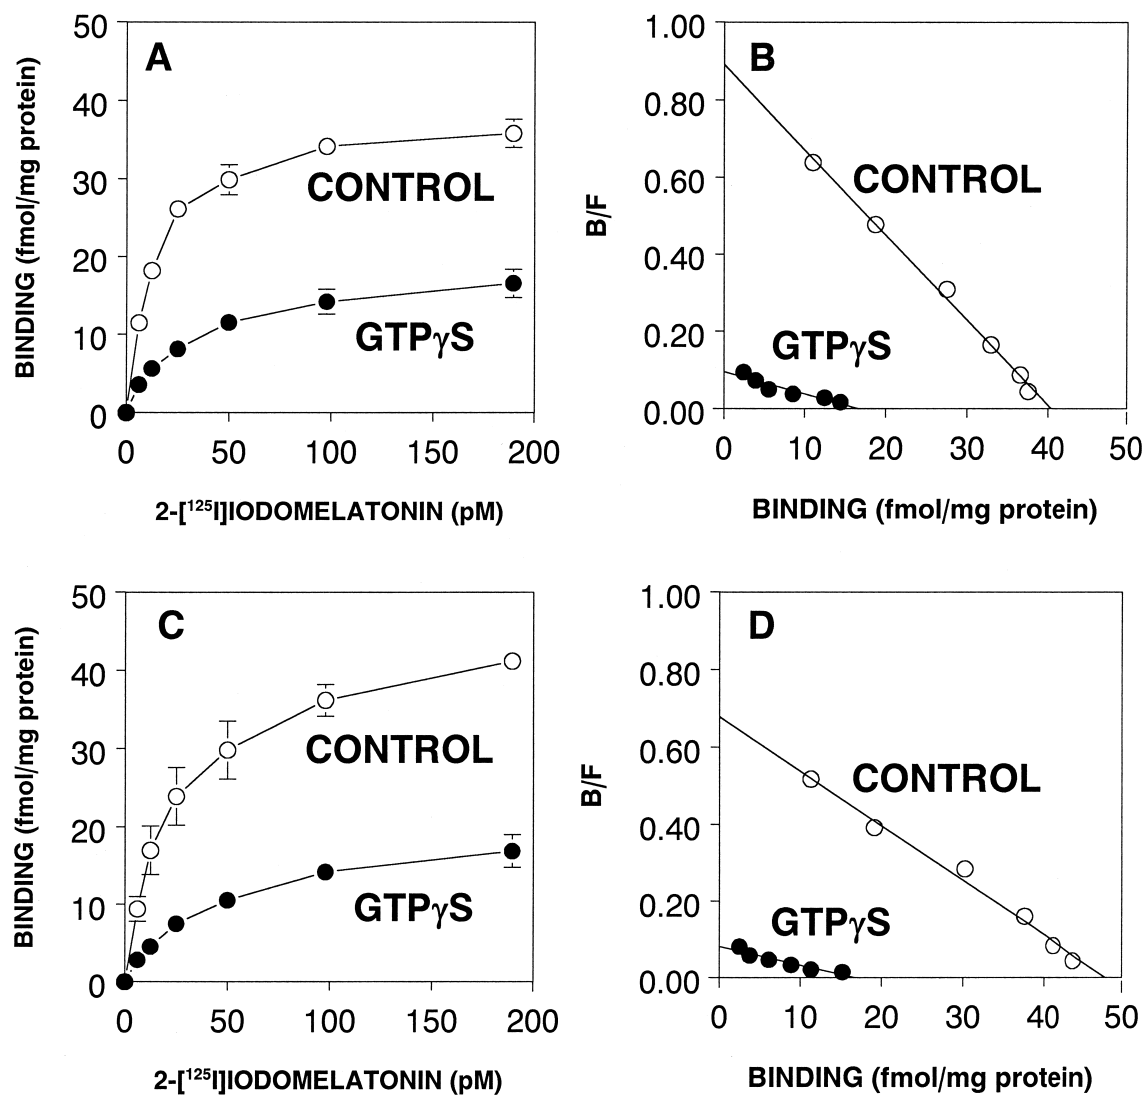 A
50
40
30
20
10
0
BINDING (fmol/mg protein)
CONTROL
GTPγS
0 50 100 150 200
2-[¹²⁵I]IODOMELATONIN (pM)
B
1.00
0.80
0.60
0.40
0.20
0.00
B/F
CONTROL
GTPγS
0 10 20 30 40 50
BINDING (fmol/mg protein)
C
50
40
30
20
10
0
BINDING (fmol/mg protein)
CONTROL
GTPγS
0 50 100 150 200
2-[¹²⁵I]IODOMELATONIN (pM)
D
1.00
0.80
0.60
0.40
0.20
0.00
B/F
CONTROL
GTPγS
0 10 20 30 40 50
BINDING (fmol/mg protein)